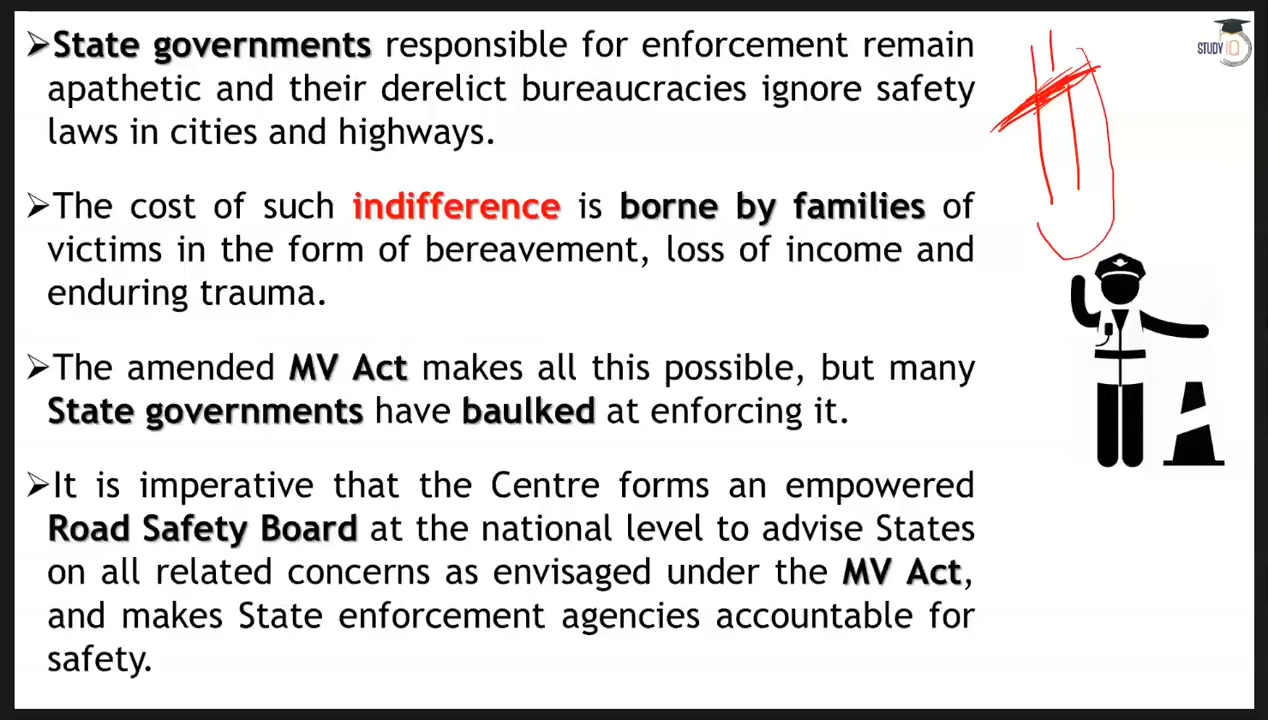 ➢State governments responsible for enforcement remain
apathetic and their derelict bureaucracies ignore safety
laws in cities and highways.
➢The cost of such indifference is borne by families of
victims in the form of bereavement, loss of income and
enduring trauma.
➢The amended MV Act makes all this possible, but many
State governments have baulked at enforcing it.
➢It is imperative that the Centre forms an empowered
Road Safety Board at the national level to advise States
on all related concerns as envisaged under the MV Act,
and makes State enforcement agencies accountable for
safety.
STUDY IQ